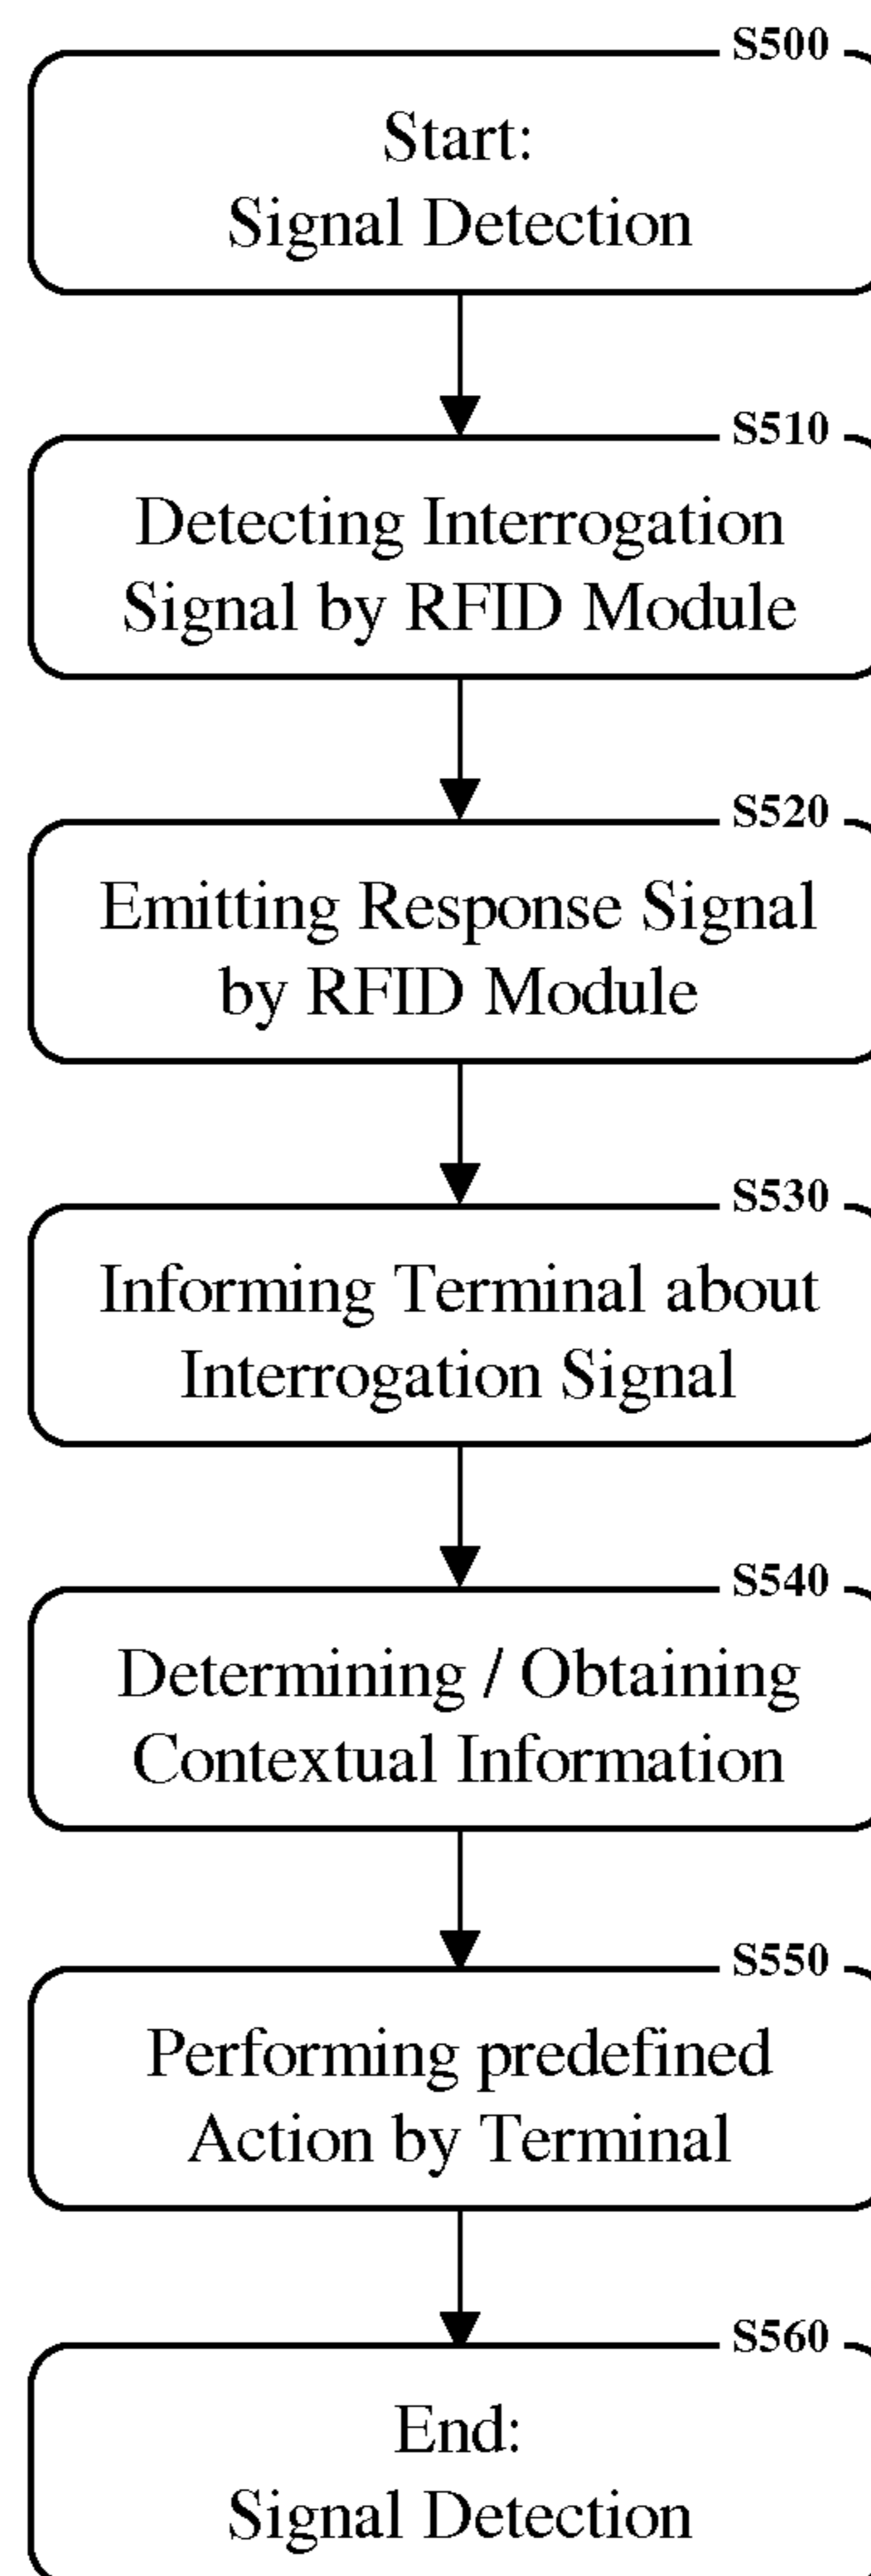 S500
Start:
Signal Detection
S510
Detecting Interrogation
Signal by RFID Module
S520
Emitting Response Signal
by RFID Module
S530
Informing Terminal about
Interrogation Signal
S540
Determining / Obtaining
Contextual Information
S550
Performing predefined
Action by Terminal
S560
End:
Signal Detection